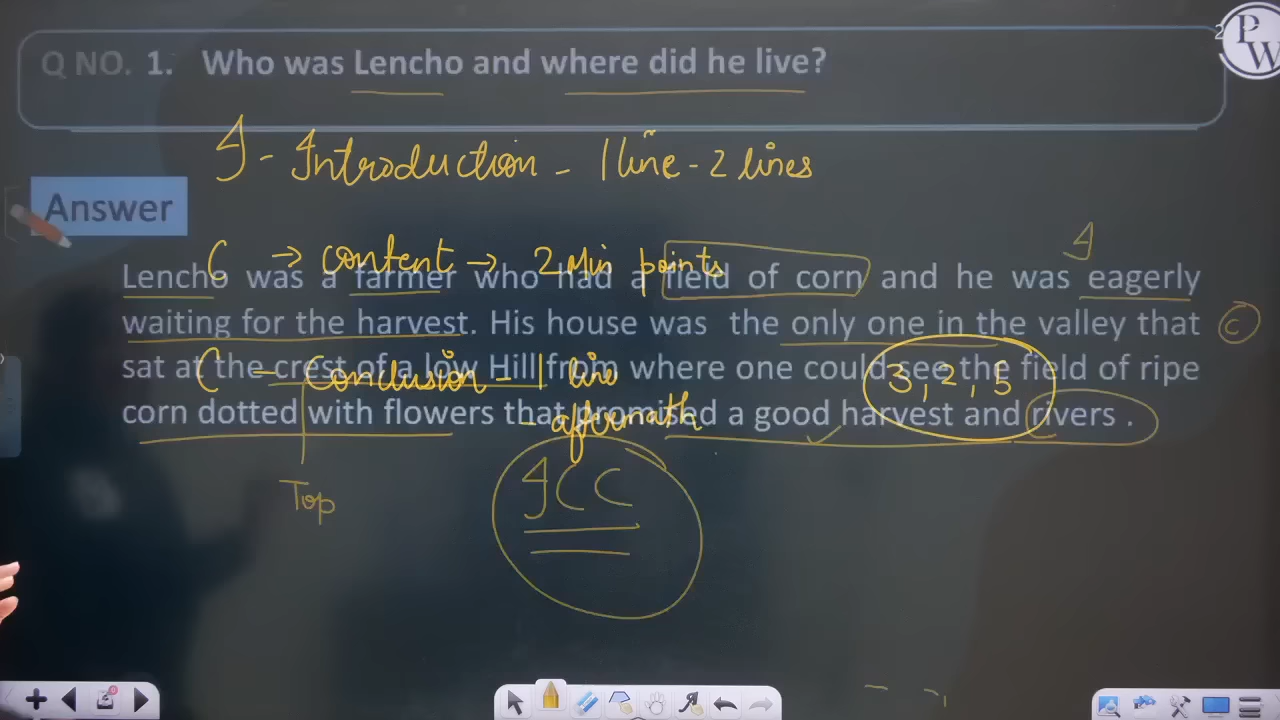 2
PW
Q NO. 1. Who was Lencho and where did he live?
I - Introduction - 1 line - 2 lines
Answer
C → content → 2 Min points
I
Lencho was a farmer who had a field of corn and he was eagerly
waiting for the harvest. His house was the only one in the valley that
C
sat at the crest of a low Hill from where one could see the field of ripe
C - Conclusion - 1 line
3, 2, 5
corn dotted with flowers that promised a good harvest and rivers .
- aftermath
ICC
Top